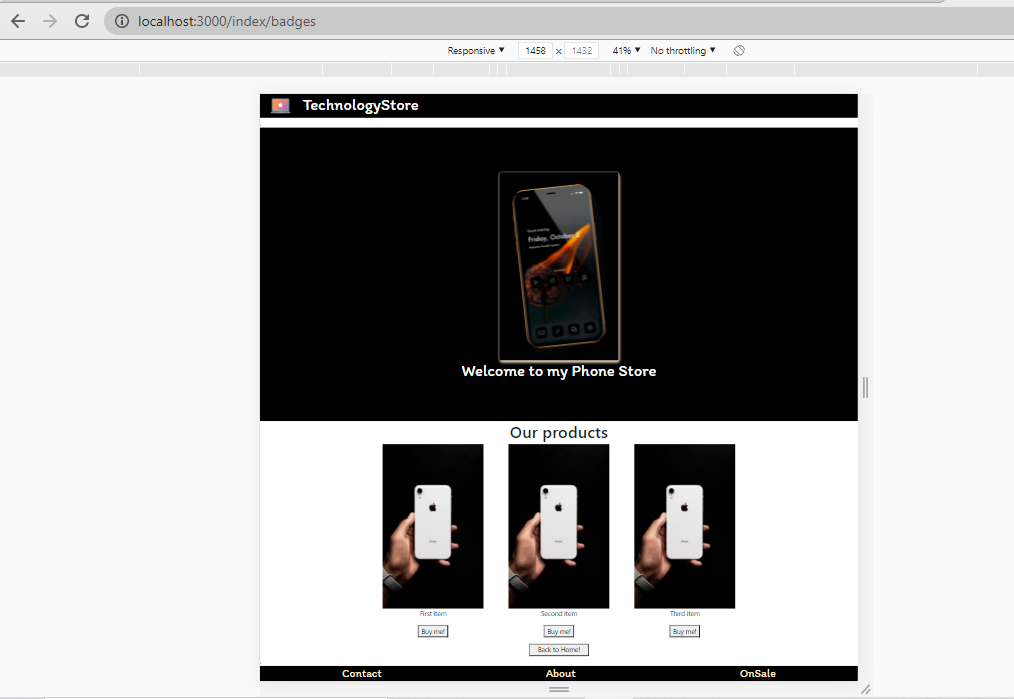 localhost:3000/index/badges
Responsive ▼ 1458 x 1432 41% ▼ No throttling ▼
TechnologyStore
Friday, October
Welcome to my Phone Store
Our products
First item Second item Third item
Buy me! Buy me! Buy me!
Back to Home!
Contact About OnSale